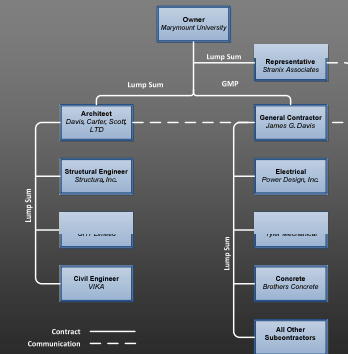 Owner
Marymount University
Lump Sum
Representative
Stranix Associates
Lump Sum
GMP
Architect
Davis, Carter, Scott,
LTD
General Contractor
James G. Davis
Structural Engineer
Structura, Inc.
Electrical
Power Design, Inc.
Lump Sum
Lump Sum
Civil Engineer
VIKA
Concrete
Brothers Concrete
All Other
Subcontractors
Contract
Communication